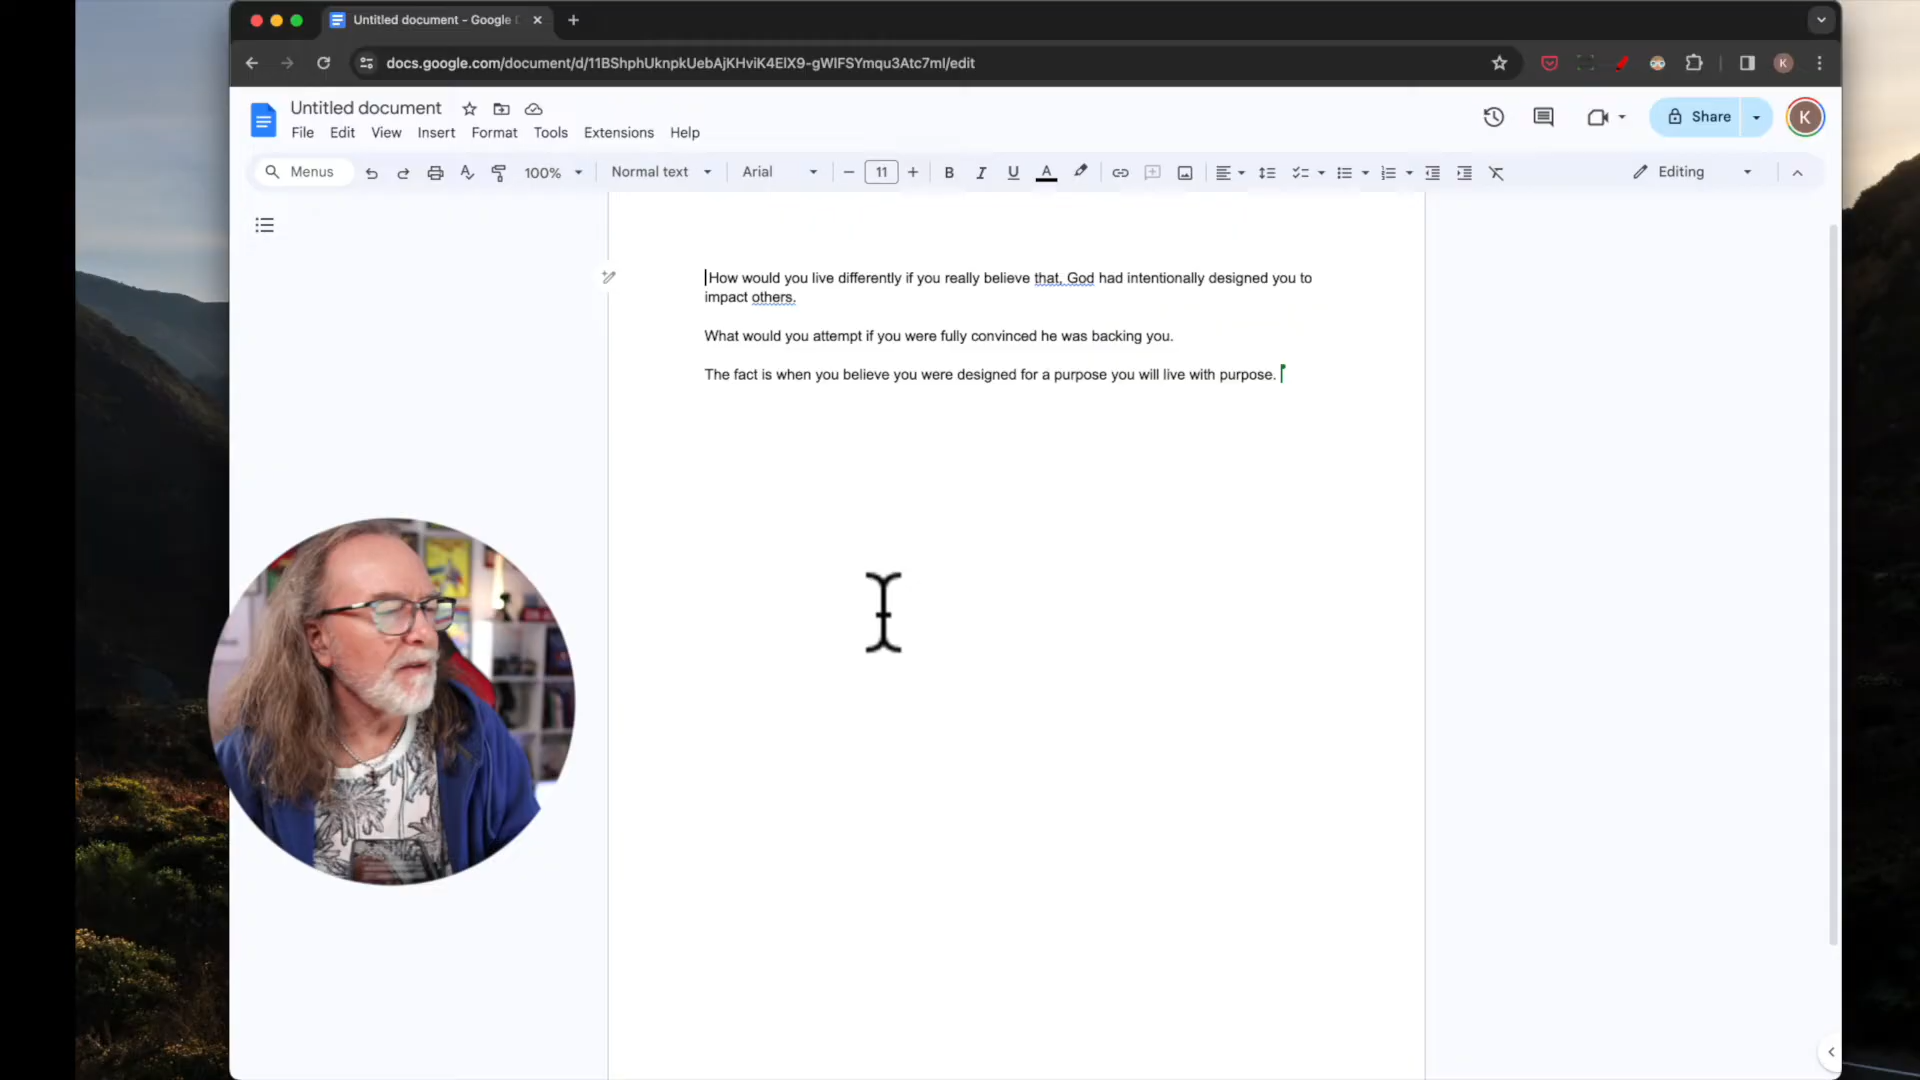 Untitled document - Google
docs.google.com/document/d/11BShphUknpkUebAjKHviK4ElX9-gWlFSYmqu3Atc7ml/edit
K
Untitled document
File Edit View Insert Format Tools Extensions Help
Share
K
Menus 100% Normal text Arial 11 B I U A Editing
How would you live differently if you really believe that, God had intentionally designed you to
impact others.
What would you attempt if you were fully convinced he was backing you.
The fact is when you believe you were designed for a purpose you will live with purpose.